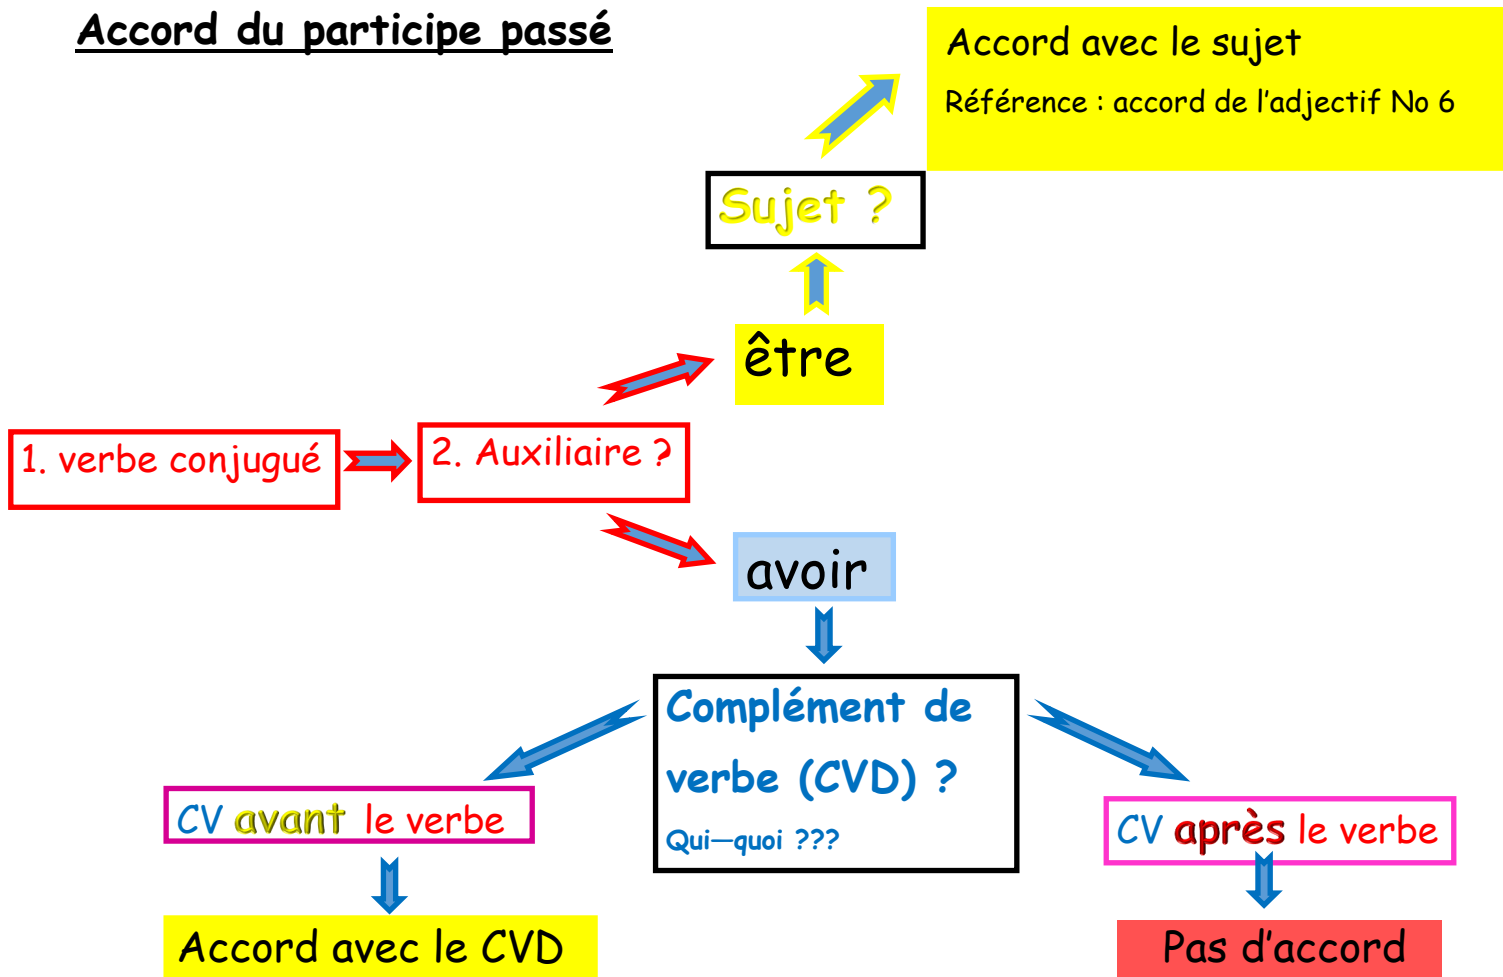 Accord du participe passé
Accord avec le sujet
Référence : accord de l'adjectif No 6
Sujet ?
être
1. verbe conjugué
2. Auxiliaire ?
avoir
Complément de
verbe (CVD) ?
Qui—quoi ???
CV avant le verbe
CV après le verbe
Accord avec le CVD
Pas d'accord